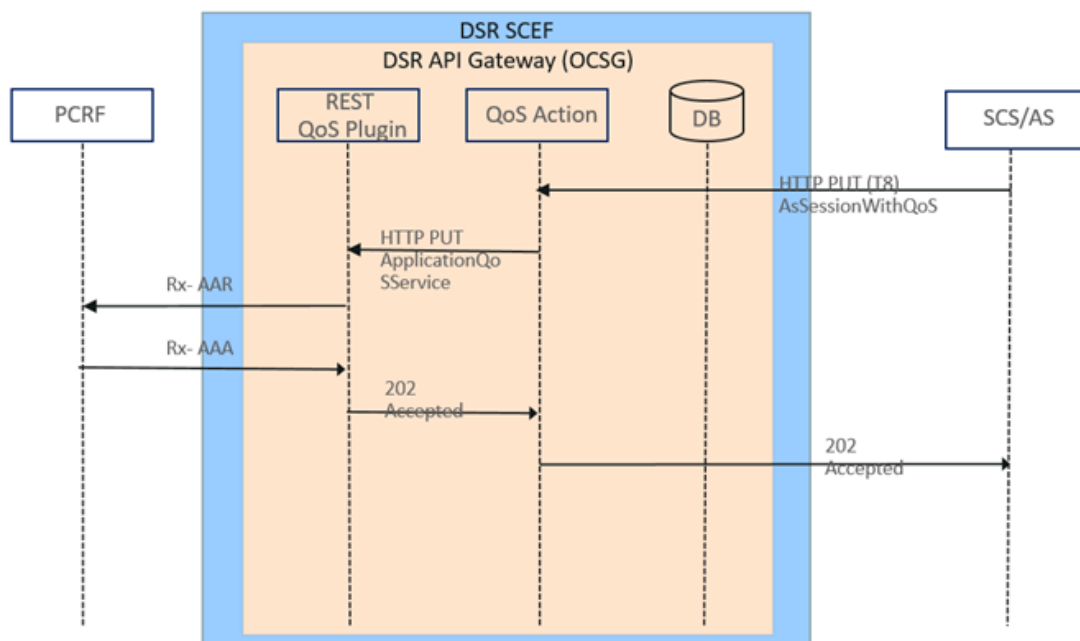 DSR SCEF
DSR API Gateway (OCSG)
PCRF
REST
QoS Plugin
QoS Action
DB
SCS/AS
HTTP PUT (T8)
AsSessionWithQoS
HTTP PUT
ApplicationQo
SService
Rx- AAR
Rx- AAA
202
Accepted
202
Accepted